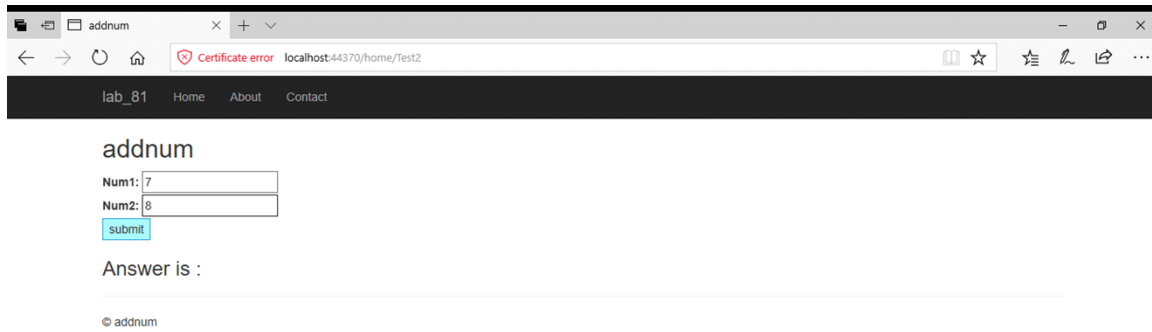 addnum
Certificate error localhost:44370/home/Test2
lab_81 Home About Contact
addnum
Num1: 7
Num2: 8
submit
Answer is :
© addnum